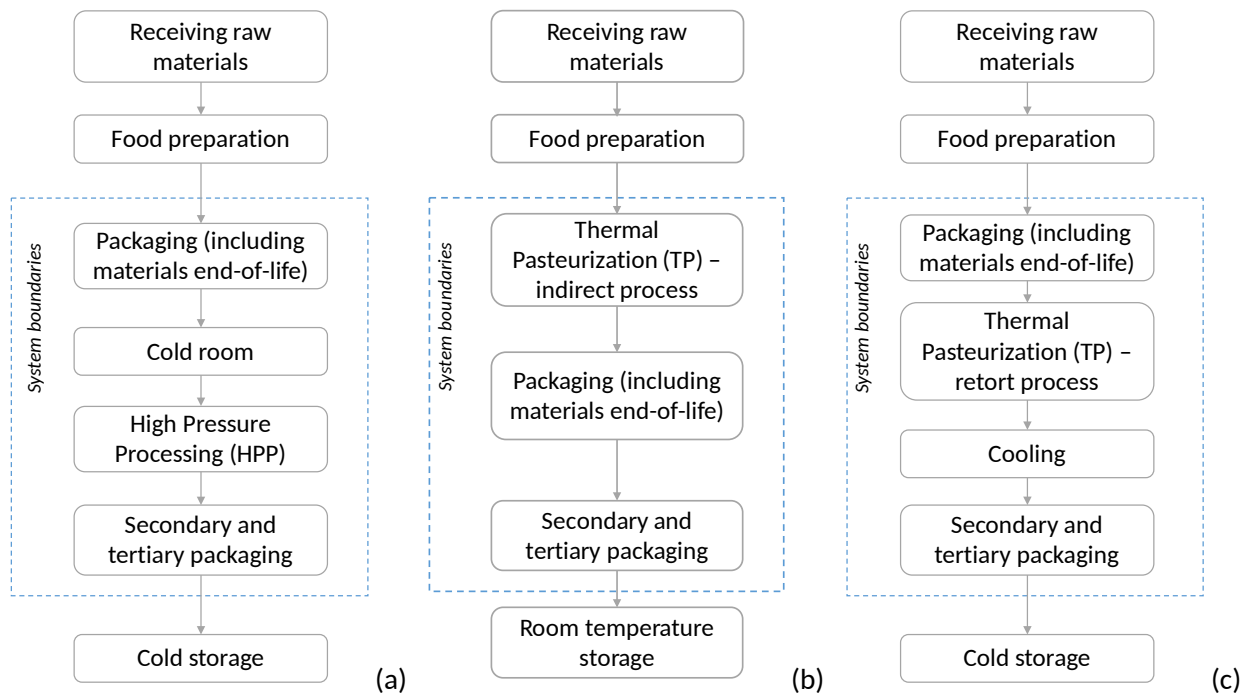 Receiving raw
materials
Food preparation
System boundaries
Packaging (including
materials end-of-life)
Cold room
High Pressure
Processing (HPP)
Secondary and
tertiary packaging
Cold storage
(a)
Receiving raw
materials
Food preparation
System boundaries
Thermal
Pasteurization (TP) –
indirect process
Packaging (including
materials end-of-life)
Secondary and
tertiary packaging
Room temperature
storage
(b)
Receiving raw
materials
Food preparation
System boundaries
Packaging (including
materials end-of-life)
Thermal
Pasteurization (TP) –
retort process
Cooling
Secondary and
tertiary packaging
Cold storage
(c)